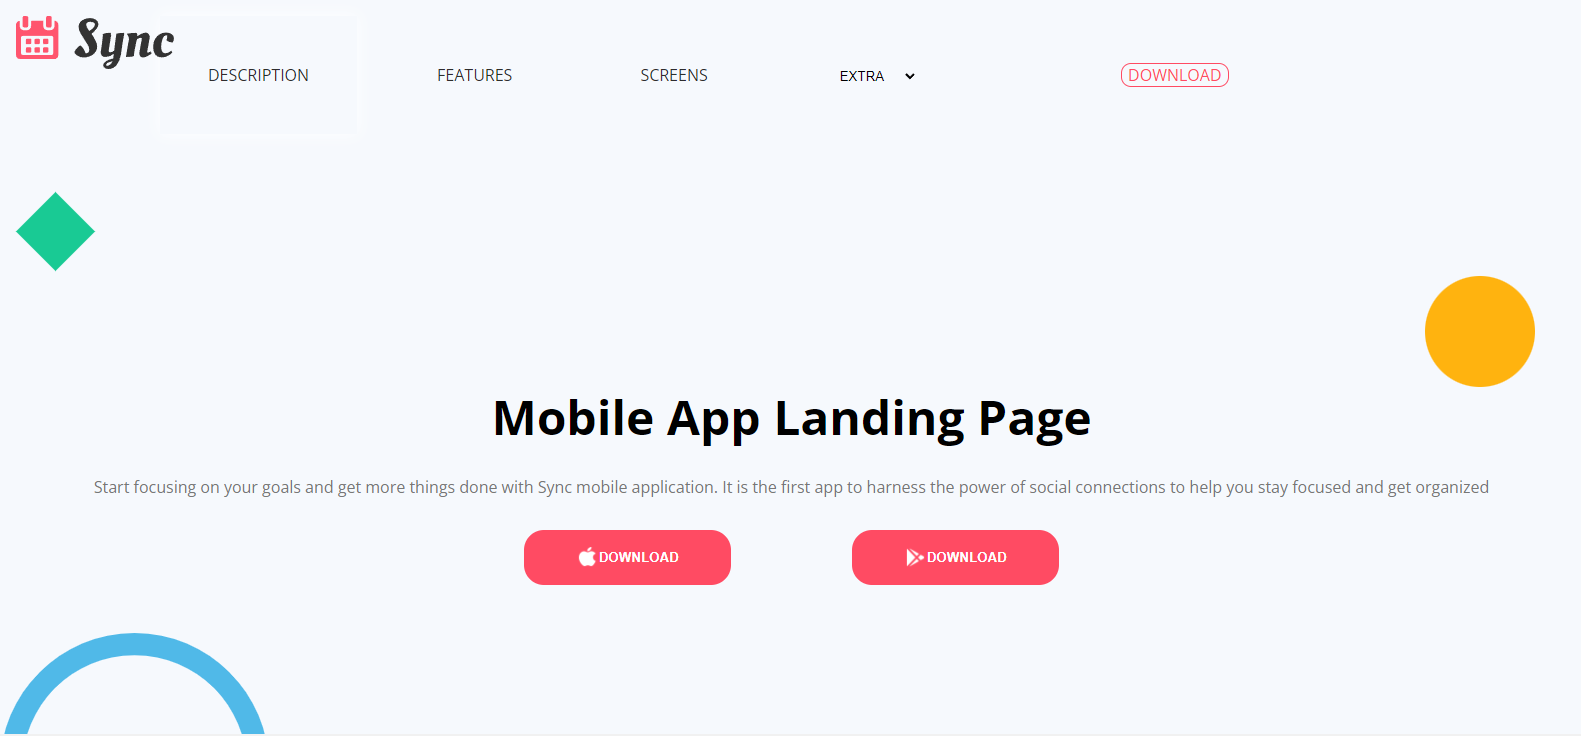 Sync
DESCRIPTION FEATURES SCREENS EXTRA DOWNLOAD
Mobile App Landing Page
Start focusing on your goals and get more things done with Sync mobile application. It is the first app to harness the power of social connections to help you stay focused and get organized
DOWNLOAD DOWNLOAD